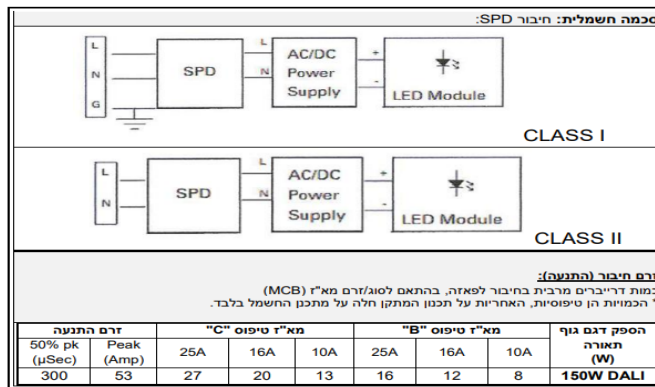 סכמה חשמלית: חיבור SPD:
L
N
G
SPD
L
N
AC/DC
Power
Supply
+
-
LED Module
CLASS I
L
N
SPD
L
N
AC/DC
Power
Supply
+
-
LED Module
CLASS II
זרם חיבור (התנעה):
כמות דרייברים מרבית בחיבור לפאזה, בהתאם לסוג/זרם מא"ז (MCB)
הכמויות הן טיפוסיות, האחריות על תכנון המתקן חלה על מתכנן החשמל בלבד.
הספק דגם גוף תאורה (W) מא"ז טיפוס "B" מא"ז טיפוס "C" זרם התנעה
10A 16A 25A 10A 16A 25A Peak (Amp) 50% pk (µSec)
150W DALI 8 12 16 13 20 27 53 300